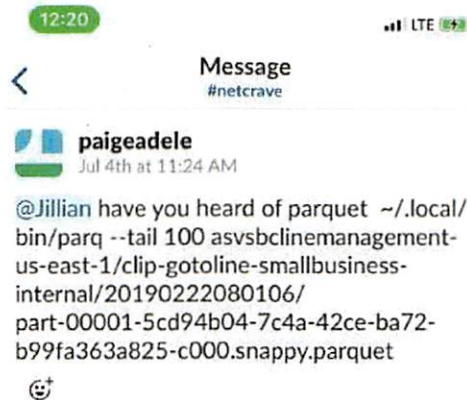 12:20
LTE
Message
#netcrave
paigeadele
Jul 4th at 11:24 AM
@Jillian have you heard of parquet ~/.local/
bin/parq --tail 100 asvsbclinemanagement-
us-east-1/clip-gotoline-smallbusiness-
internal/20190222080106/
part-00001-5cd94b04-7c4a-42ce-ba72-
b99fa363a825-c000.snappy.parquet